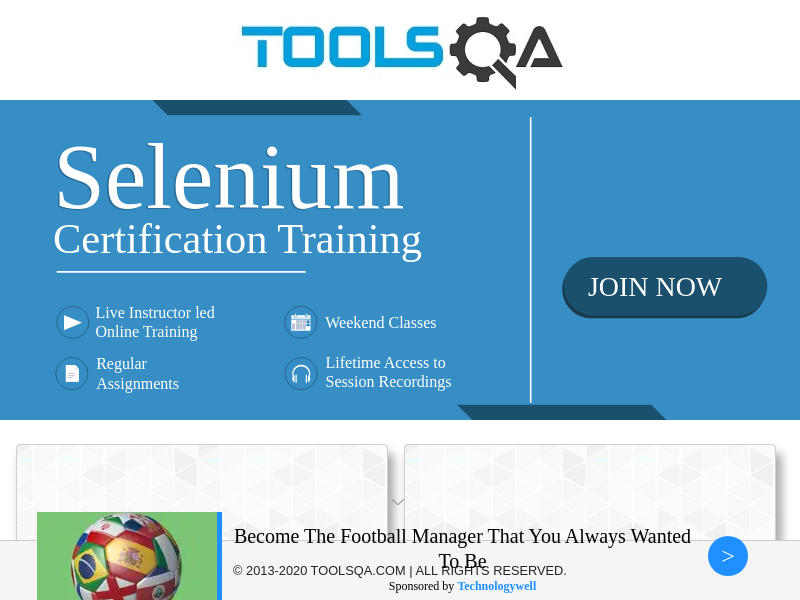 TOOLSQA
Selenium
Certification Training
JOIN NOW
Live Instructor led
Online Training
Weekend Classes
Regular
Assignments
Lifetime Access to
Session Recordings
Become The Football Manager That You Always Wanted
To Be
>
© 2013-2020 TOOLSQA.COM | ALL RIGHTS RESERVED.
Sponsored by Technologywell